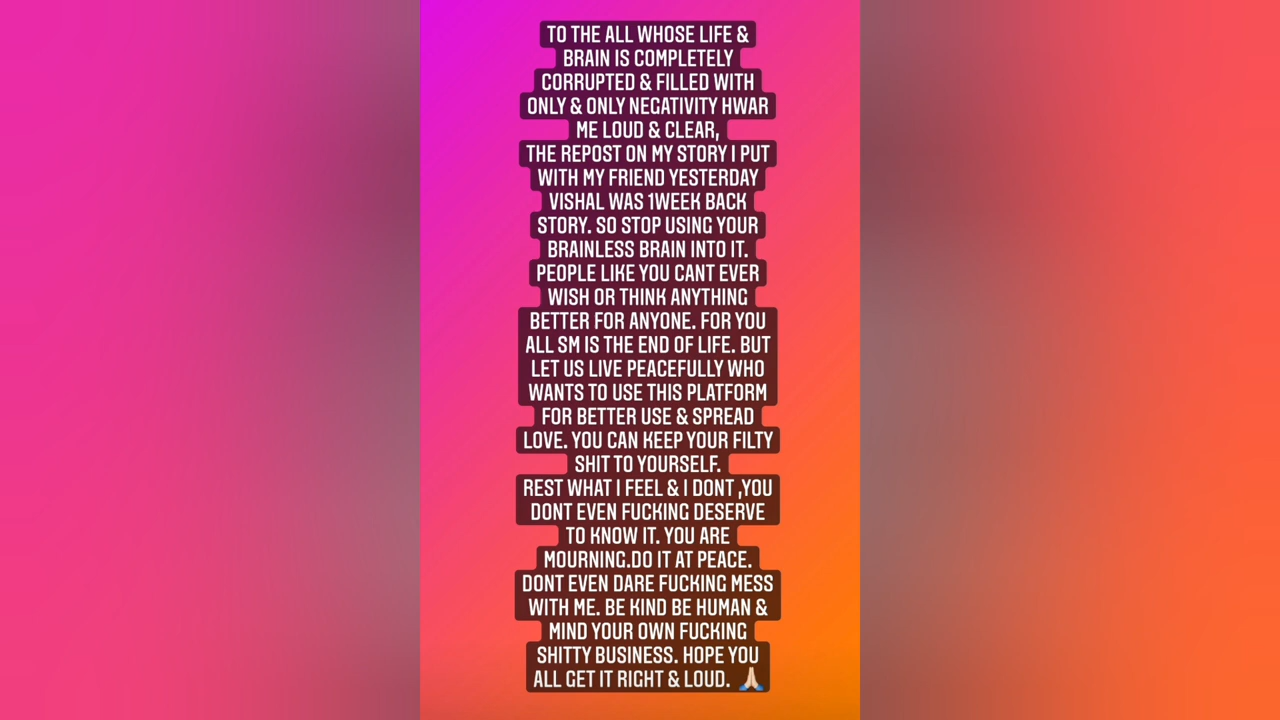 TO THE ALL WHOSE LIFE &
BRAIN IS COMPLETELY
CORRUPTED & FILLED WITH
ONLY & ONLY NEGATIVITY HWAR
ME LOUD & CLEAR,
THE REPOST ON MY STORY I PUT
WITH MY FRIEND YESTERDAY
VISHAL WAS 1WEEK BACK
STORY. SO STOP USING YOUR
BRAINLESS BRAIN INTO IT.
PEOPLE LIKE YOU CANT EVER
WISH OR THINK ANYTHING
BETTER FOR ANYONE. FOR YOU
ALL SM IS THE END OF LIFE. BUT
LET US LIVE PEACEFULLY WHO
WANTS TO USE THIS PLATFORM
FOR BETTER USE & SPREAD
LOVE. YOU CAN KEEP YOUR FILTY
SHIT TO YOURSELF.
REST WHAT I FEEL & I DONT ,YOU
DONT EVEN FUCKING DESERVE
TO KNOW IT. YOU ARE
MOURNING.DO IT AT PEACE.
DONT EVEN DARE FUCKING MESS
WITH ME. BE KIND BE HUMAN &
MIND YOUR OWN FUCKING
SHITTY BUSINESS. HOPE YOU
ALL GET IT RIGHT & LOUD. 🙏🏻